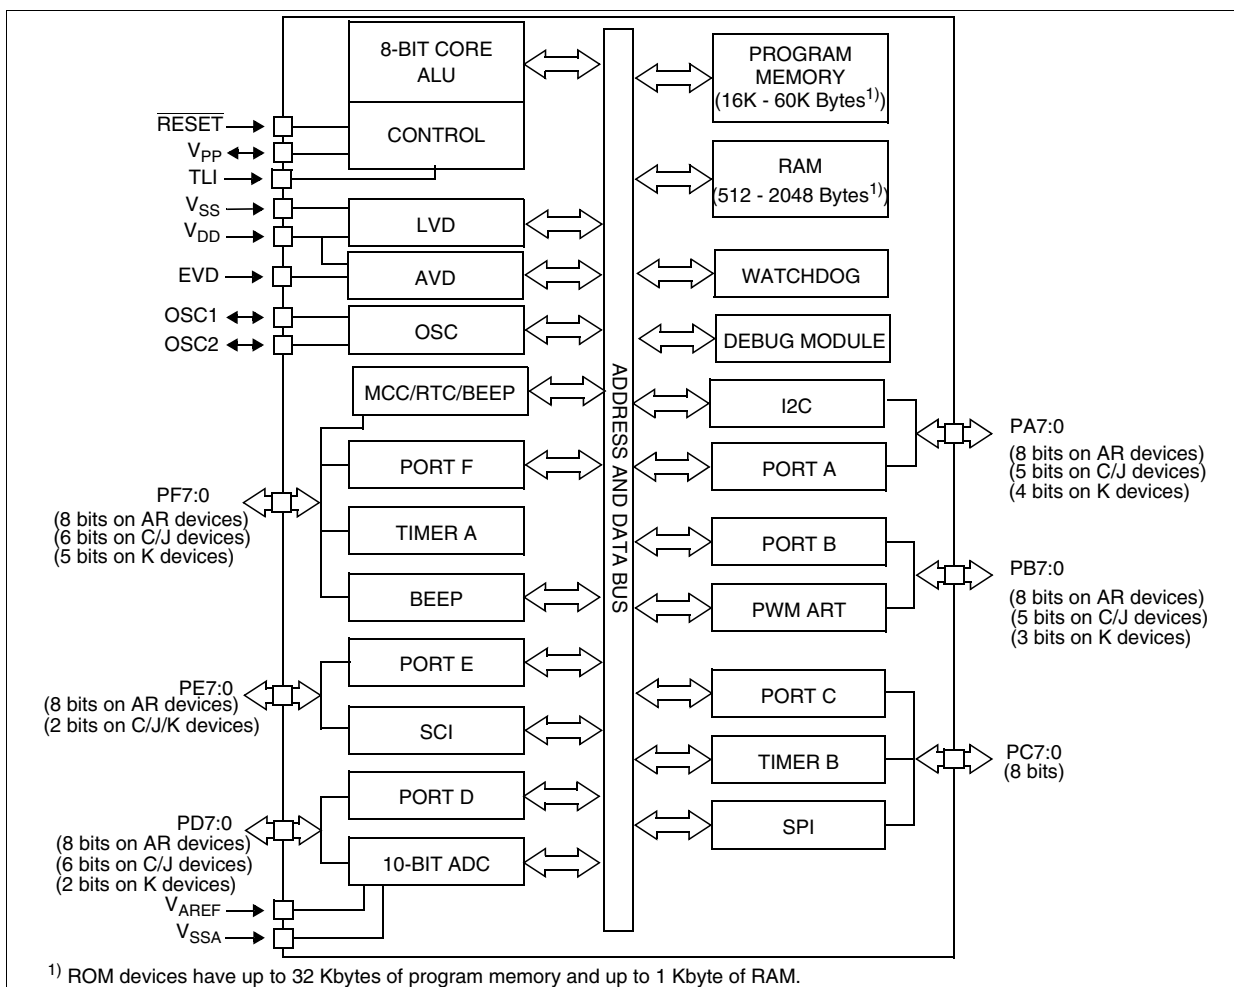 8-BIT CORE
ALU
CONTROL
RESET
VPP
TLI
VSS
VDD
EVD
OSC1
OSC2
LVD
AVD
OSC
MCC/RTC/BEEP
PORT F
TIMER A
BEEP
PF7:0
(8 bits on AR devices)
(6 bits on C/J devices)
(5 bits on K devices)
PORT E
SCI
PE7:0
(8 bits on AR devices)
(2 bits on C/J/K devices)
PORT D
10-BIT ADC
PD7:0
(8 bits on AR devices)
(6 bits on C/J devices)
(2 bits on K devices)
VAREF
VSSA
ADDRESS AND DATA BUS
PROGRAM
MEMORY
(16K - 60K Bytes1))
RAM
(512 - 2048 Bytes1))
WATCHDOG
DEBUG MODULE
I2C
PORT A
PA7:0
(8 bits on AR devices)
(5 bits on C/J devices)
(4 bits on K devices)
PORT B
PWM ART
PB7:0
(8 bits on AR devices)
(5 bits on C/J devices)
(3 bits on K devices)
PORT C
TIMER B
SPI
PC7:0
(8 bits)
1) ROM devices have up to 32 Kbytes of program memory and up to 1 Kbyte of RAM.